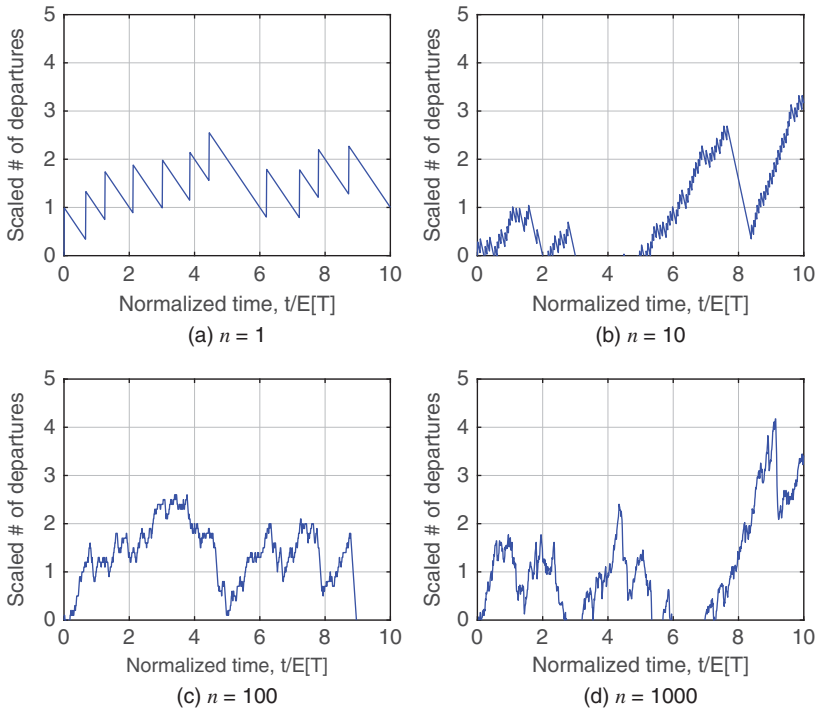 Scaled # of departures
5
4
3
2
1
0
0 2 4 6 8 10
Normalized time, t/E[T]
(a) n = 1
Scaled # of departures
5
4
3
2
1
0
0 2 4 6 8 10
Normalized time, t/E[T]
(b) n = 10
Scaled # of departures
5
4
3
2
1
0
0 2 4 6 8 10
Normalized time, t/E[T]
(c) n = 100
Scaled # of departures
5
4
3
2
1
0
0 2 4 6 8 10
Normalized time, t/E[T]
(d) n = 1000